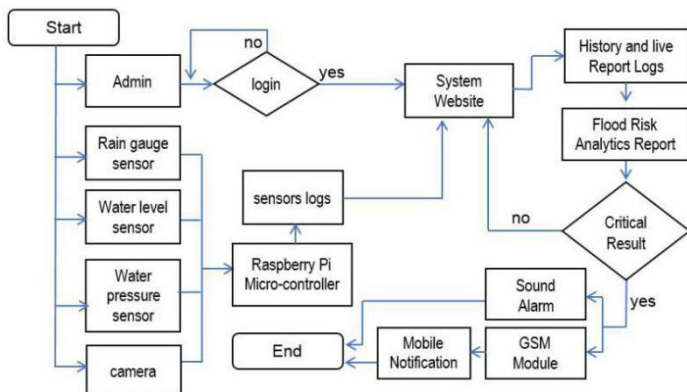 Start
no
Admin
login
yes
System
Website
History and live
Report Logs
Flood Risk
Analytics Report
Rain gauge
sensor
Water level
sensor
sensors logs
no
Critical
Result
Water
pressure
sensor
Raspberry Pi
Micro-controller
yes
Sound
Alarm
End
Mobile
Notification
GSM
Module
camera